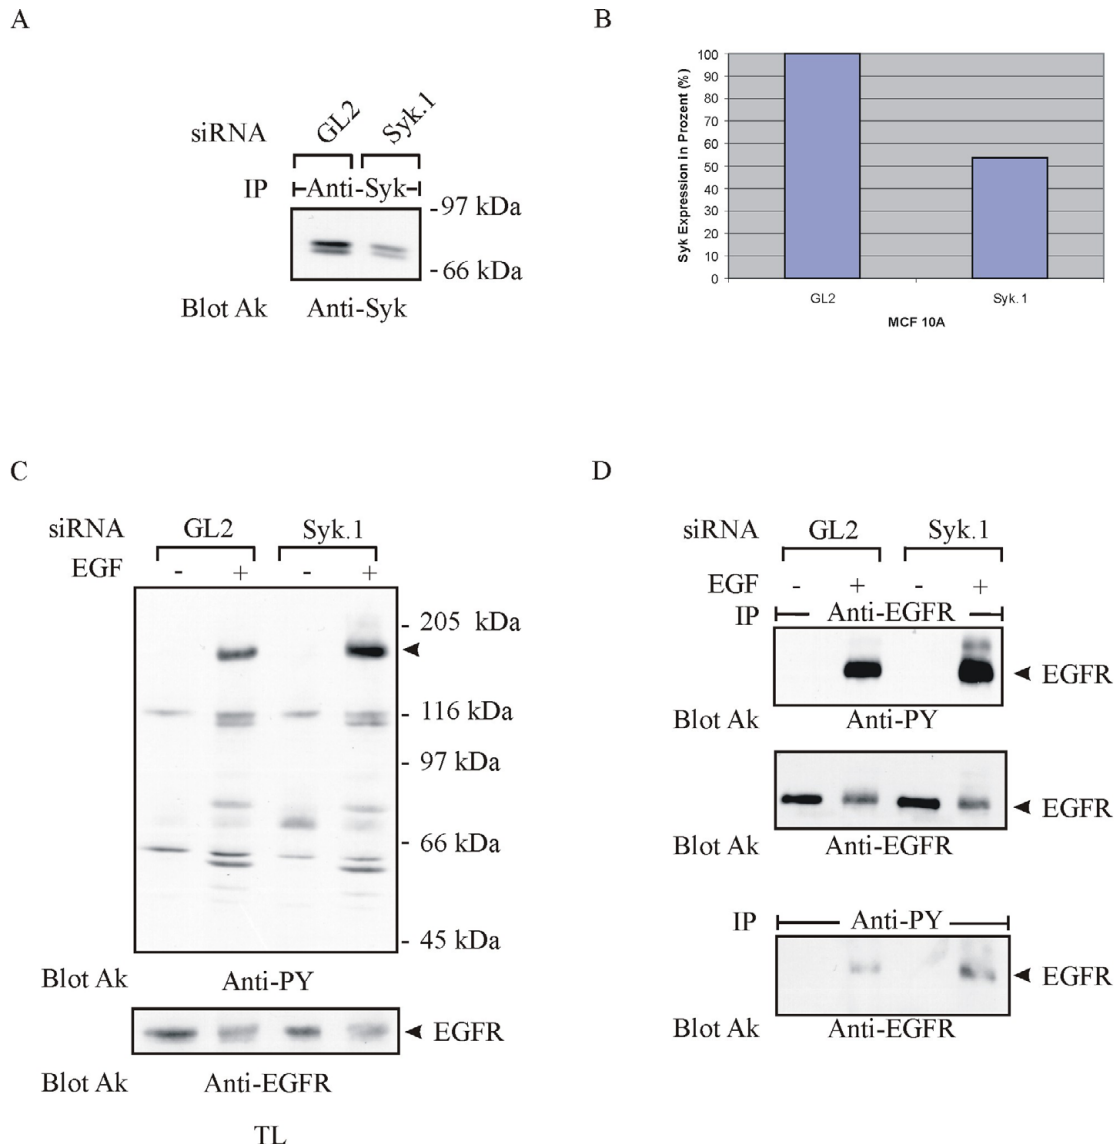 A
siRNA GL2 Syk.1
IP Anti-Syk
-97 kDa
-66 kDa
Blot Ak Anti-Syk
B
Syk Expression in Prozent (%)
100
90
80
70
60
50
40
30
20
10
0
GL2 Syk.1
MCF 10A
C
siRNA GL2 Syk.1
EGF - + - +
- 205 kDa
- 116 kDa
- 97 kDa
- 66 kDa
- 45 kDa
Blot Ak Anti-PY
EGFR
Blot Ak Anti-EGFR
TL
D
siRNA GL2 Syk.1
EGF - + - +
IP Anti-EGFR
EGFR
Blot Ak Anti-PY
EGFR
Blot Ak Anti-EGFR
IP Anti-PY
EGFR
Blot Ak Anti-EGFR